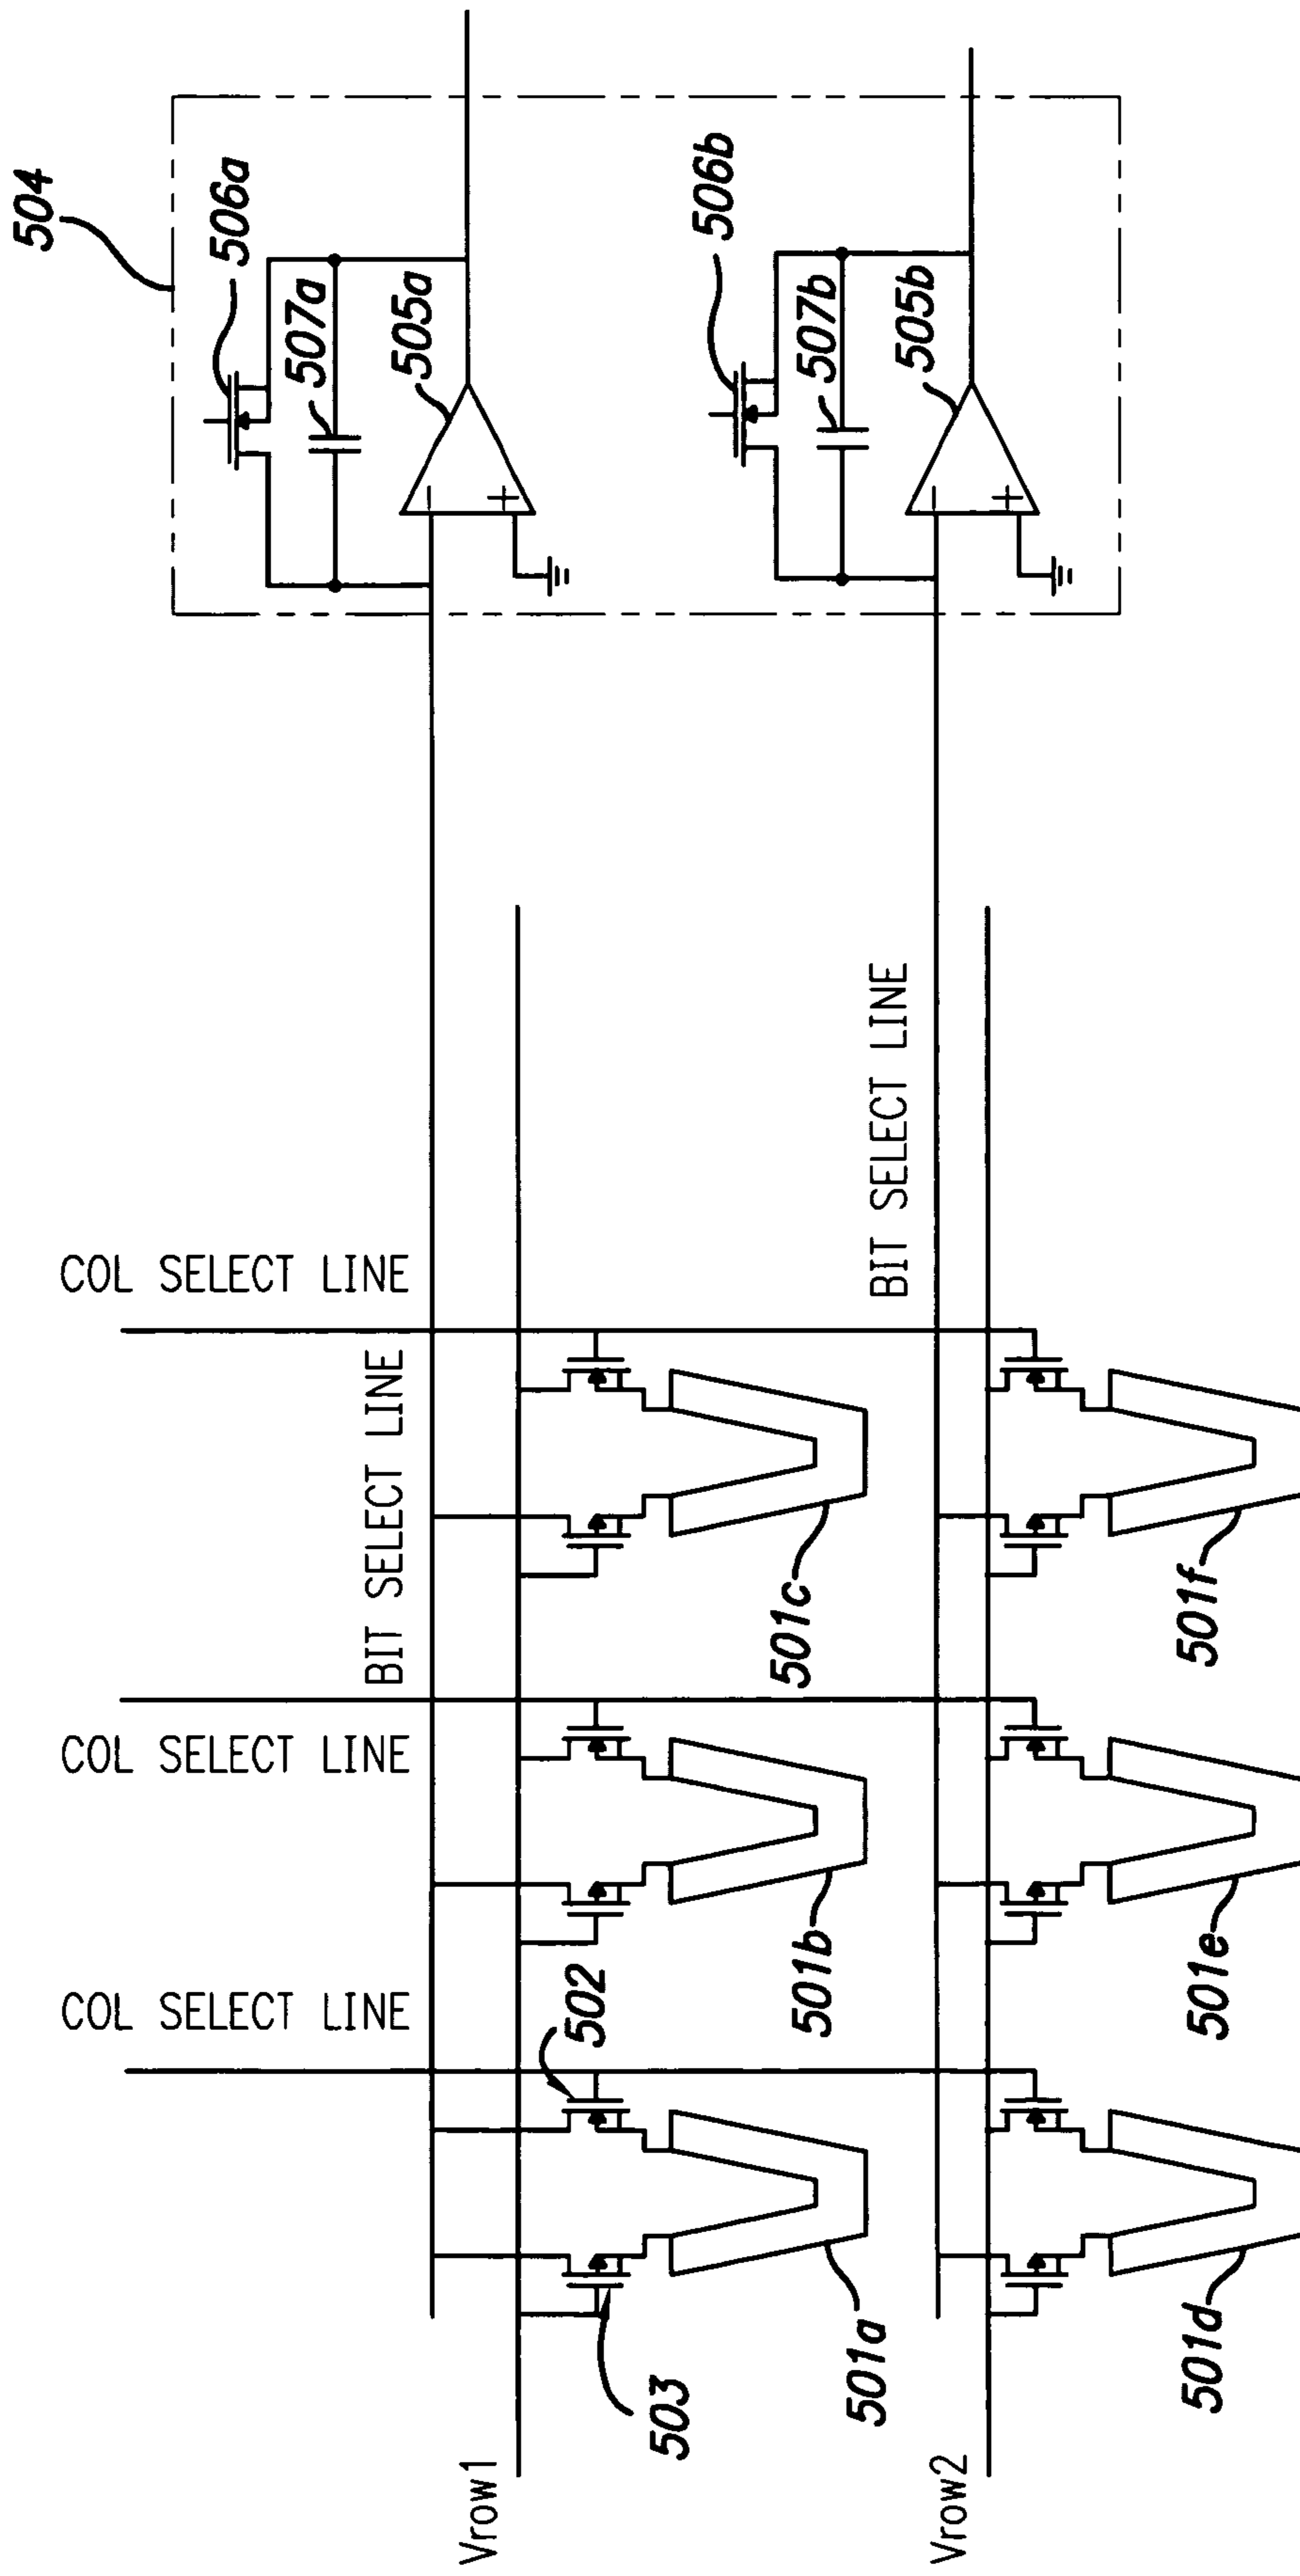 504
506a
507a
505a
506b
507b
505b
COL SELECT LINE
BIT SELECT LINE
BIT SELECT LINE
COL SELECT LINE
COL SELECT LINE
501c
501f
502
501b
501e
503
501a
501d
Vrow1
Vrow2